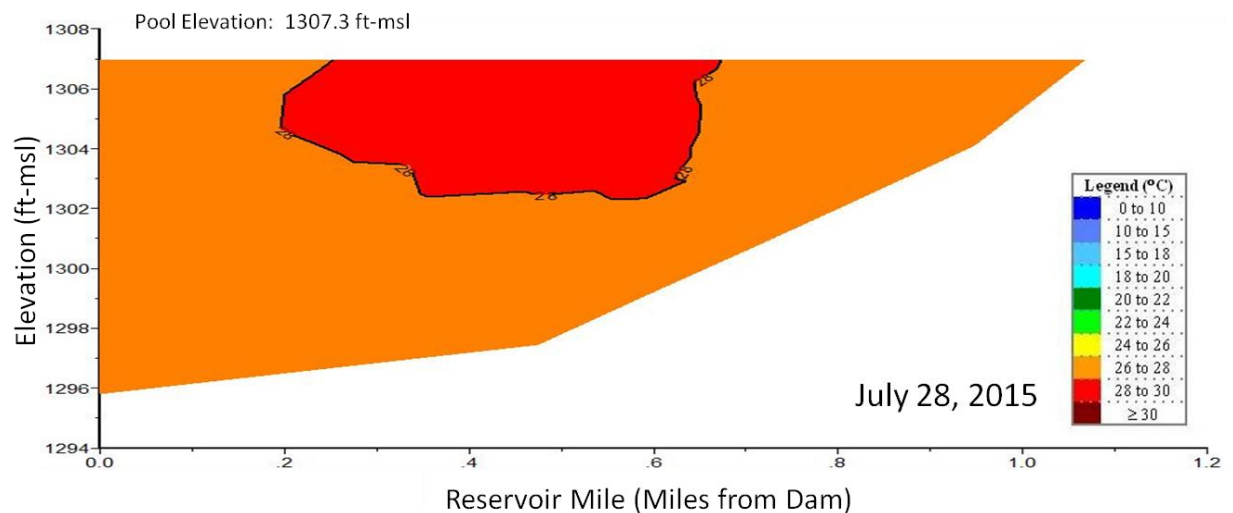 Pool Elevation: 1307.3 ft-msl
1308
1306
1304
1302
1300
1298
1296
1294
Elevation (ft-msl)
28
28
28
28
28
Legend (°C)
0 to 10
10 to 15
15 to 18
18 to 20
20 to 22
22 to 24
24 to 26
26 to 28
28 to 30
≥ 30
July 28, 2015
0.0 .2 .4 .6 .8 1.0 1.2
Reservoir Mile (Miles from Dam)